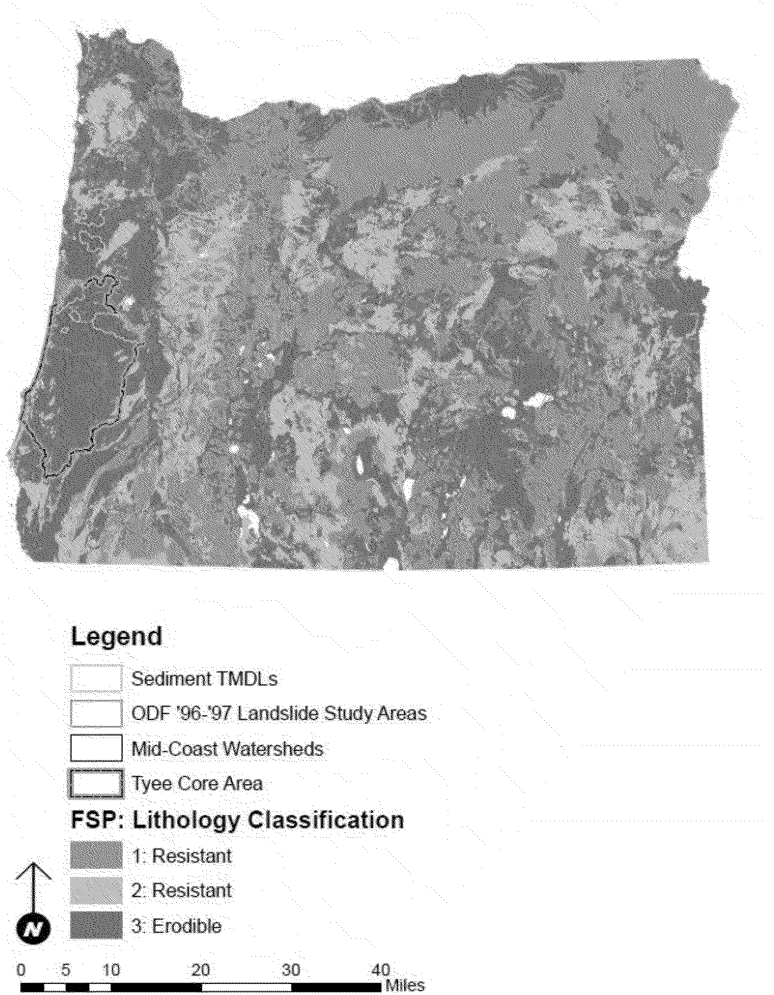 Legend
Sediment TMDLs
ODF '96-'97 Landslide Study Areas
Mid-Coast Watersheds
Tyee Core Area
FSP: Lithology Classification
1: Resistant
2: Resistant
3: Erodible
N
0 5 10 20 30 40
Miles